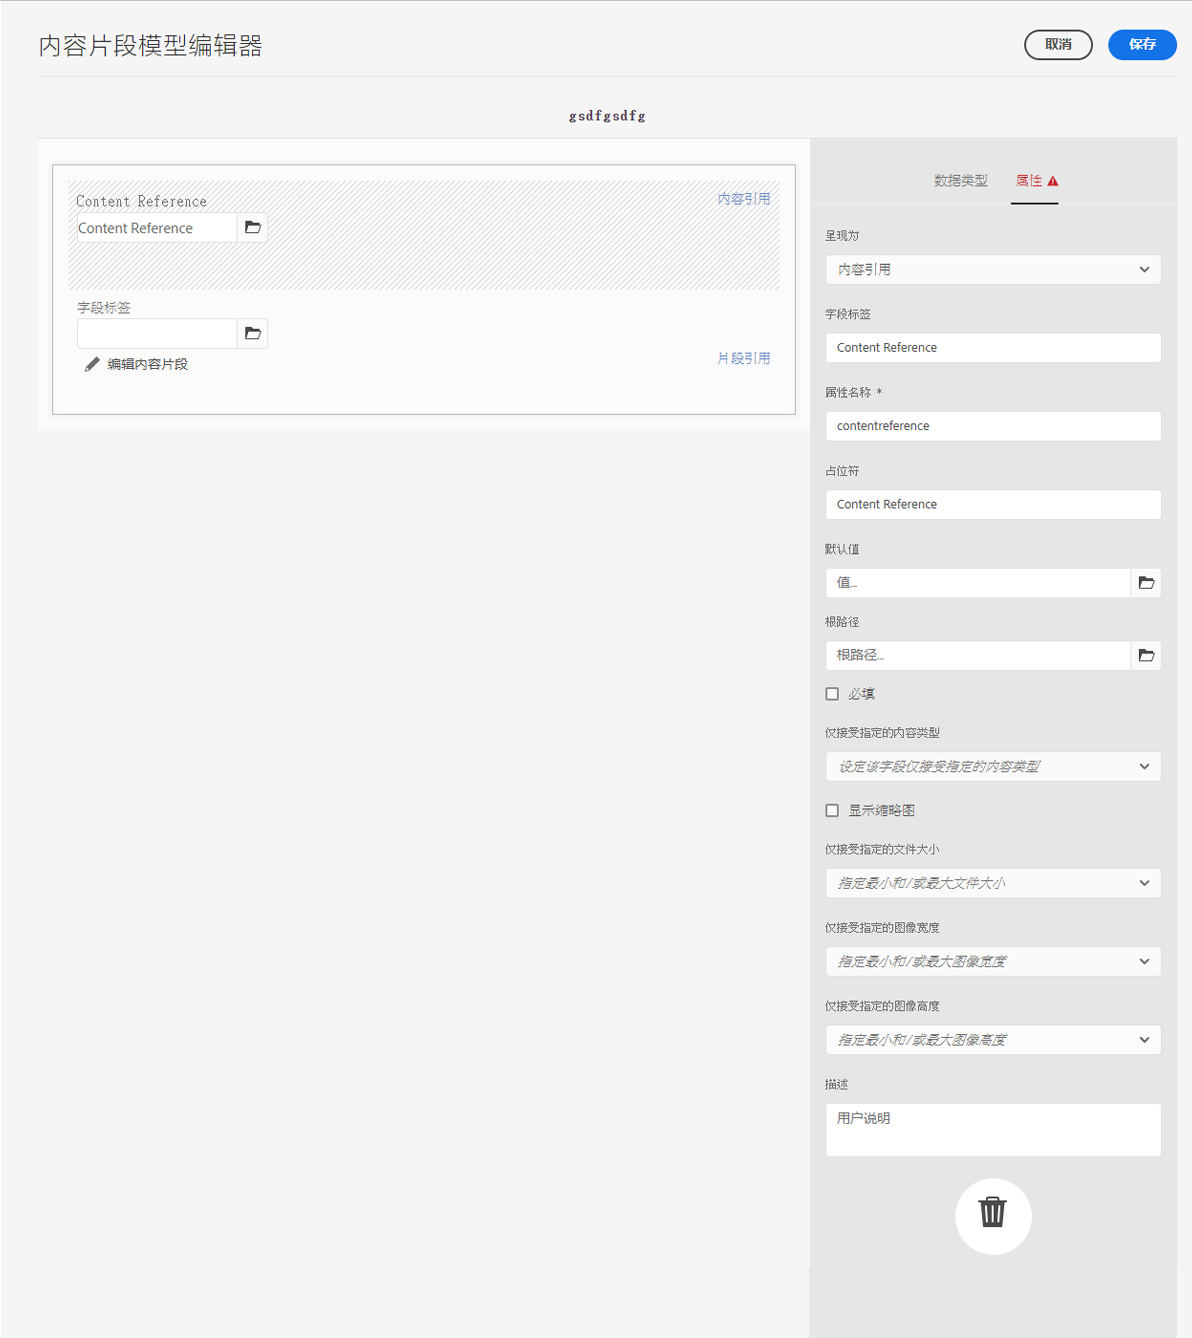 内容片段模型编辑器
取消
保存
gsdfgsdfg
Content Reference
内容引用
Content Reference
字段标签
编辑内容片段
片段引用
数据类型
属性
呈现为
内容引用
字段标签
Content Reference
属性名称 *
contentreference
占位符
Content Reference
默认值
值...
根路径
根路径...
必填
仅接受指定的内容类型
设定该字段仅接受指定的内容类型
显示缩略图
仅接受指定的文件大小
指定最小和/或最大文件大小
仅接受指定的图像宽度
指定最小和/或最大图像宽度
仅接受指定的图像高度
指定最小和/或最大图像高度
描述
用户说明